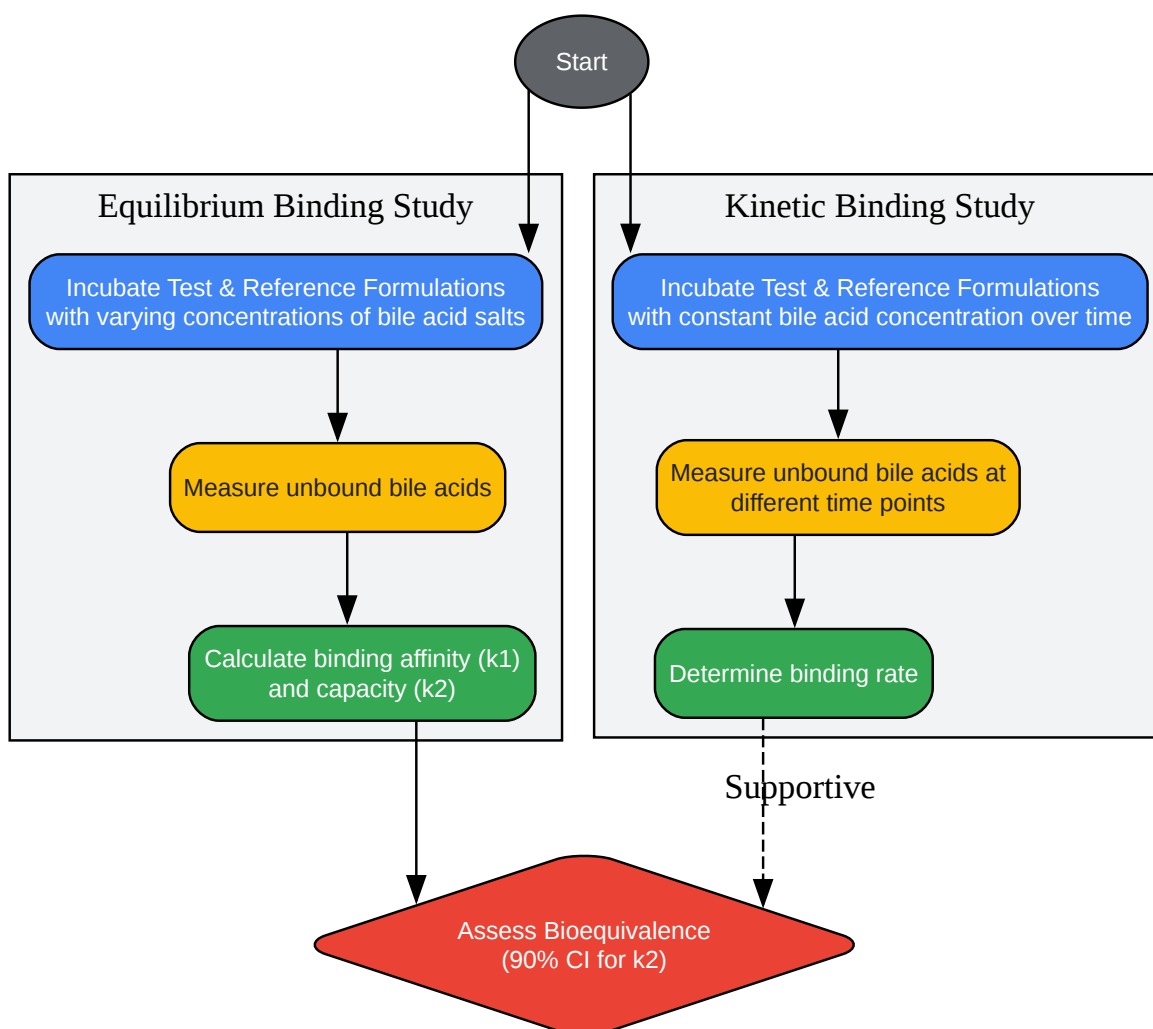 Start
Equilibrium Binding Study
Incubate Test & Reference Formulations
with varying concentrations of bile acid salts
Measure unbound bile acids
Calculate binding affinity (k1)
and capacity (k2)
Kinetic Binding Study
Incubate Test & Reference Formulations
with constant bile acid concentration over time
Measure unbound bile acids at
different time points
Determine binding rate
Supportive
Assess Bioequivalence
(90% CI for k2)